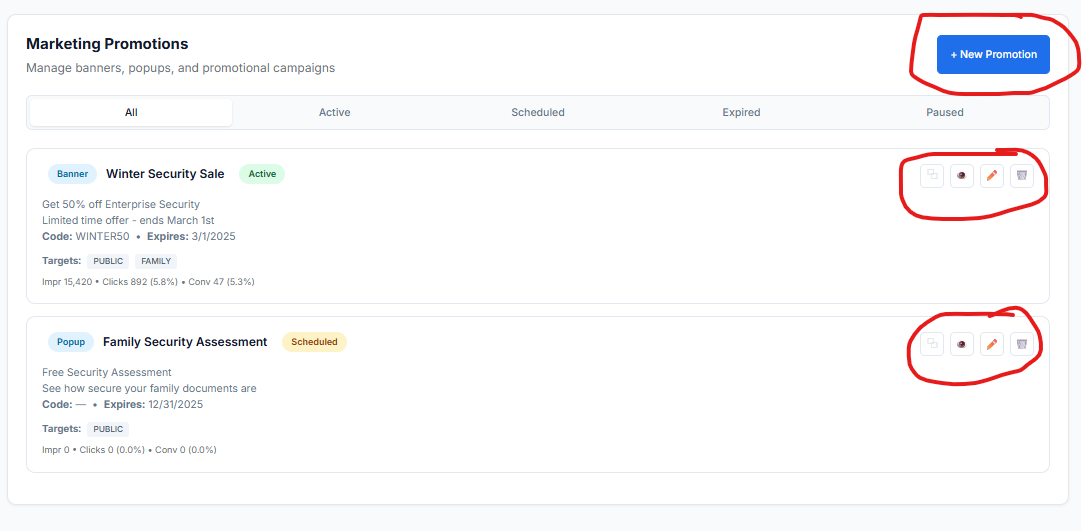 Marketing Promotions
Manage banners, popups, and promotional campaigns
+ New Promotion
All Active Scheduled Expired Paused
Banner Winter Security Sale Active
Get 50% off Enterprise Security
Limited time offer - ends March 1st
Code: WINTER50 • Expires: 3/1/2025
Targets: PUBLIC FAMILY
Impr 15,420 • Clicks 892 (5.8%) • Conv 47 (5.3%)
Popup Family Security Assessment Scheduled
Free Security Assessment
See how secure your family documents are
Code: — • Expires: 12/31/2025
Targets: PUBLIC
Impr 0 • Clicks 0 (0.0%) • Conv 0 (0.0%)